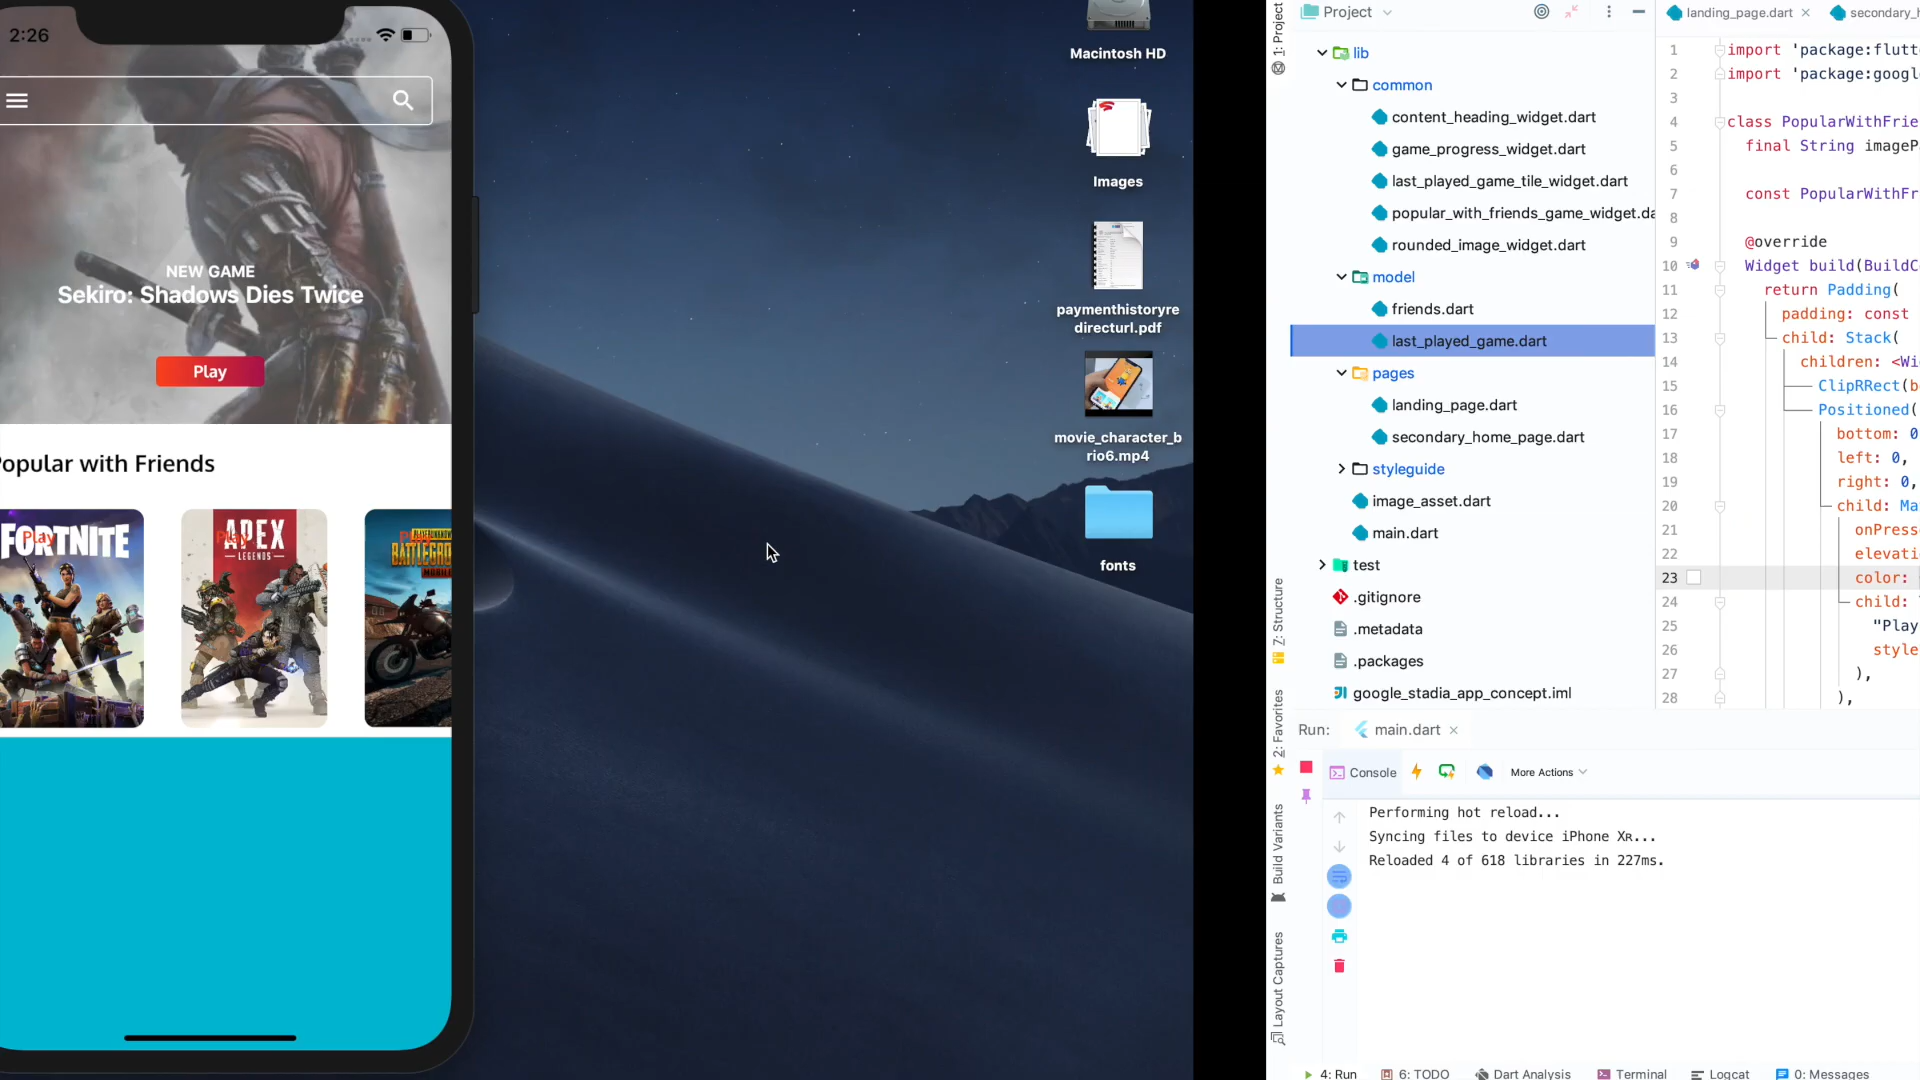 2:26
NEW GAME
Sekiro: Shadows Dies Twice
Play
Popular with Friends
FORTNITE
Play
APEX
LEGENDS
Play
Macintosh HD
Images
paymenthistoryre
directurl.pdf
movie_character_b
rio6.mp4
fonts
1: Project
7: Structure
2: Favorites
Build Variants
Layout Captures
Project
lib
common
content_heading_widget.dart
game_progress_widget.dart
last_played_game_tile_widget.dart
popular_with_friends_game_widget.da
rounded_image_widget.dart
model
friends.dart
last_played_game.dart
pages
landing_page.dart
secondary_home_page.dart
styleguide
image_asset.dart
main.dart
test
.gitignore
.metadata
.packages
google_stadia_app_concept.iml
landing_page.dart
secondary_h
1 import 'package:flutt
2 import 'package:googl
3
4 class PopularWithFrie
5 final String imageP
6
7 const PopularWithFr
8
9 @override
10 Widget build(BuildC
11 return Padding(
12 padding: const
13 child: Stack(
14 children: <Wi
15 ClipRRect(b
16 Positioned(
17 bottom: 0
18 left: 0,
19 right: 0,
20 child: Ma
21 onPress
22 elevati
23 color:
24 child:
25 "Play
26 style
27 ),
28 ),
Run: main.dart
Console
More Actions
Performing hot reload...
Syncing files to device iPhone Xʀ...
Reloaded 4 of 618 libraries in 227ms.
4: Run
6: TODO
Dart Analysis
Terminal
Logcat
0: Messages